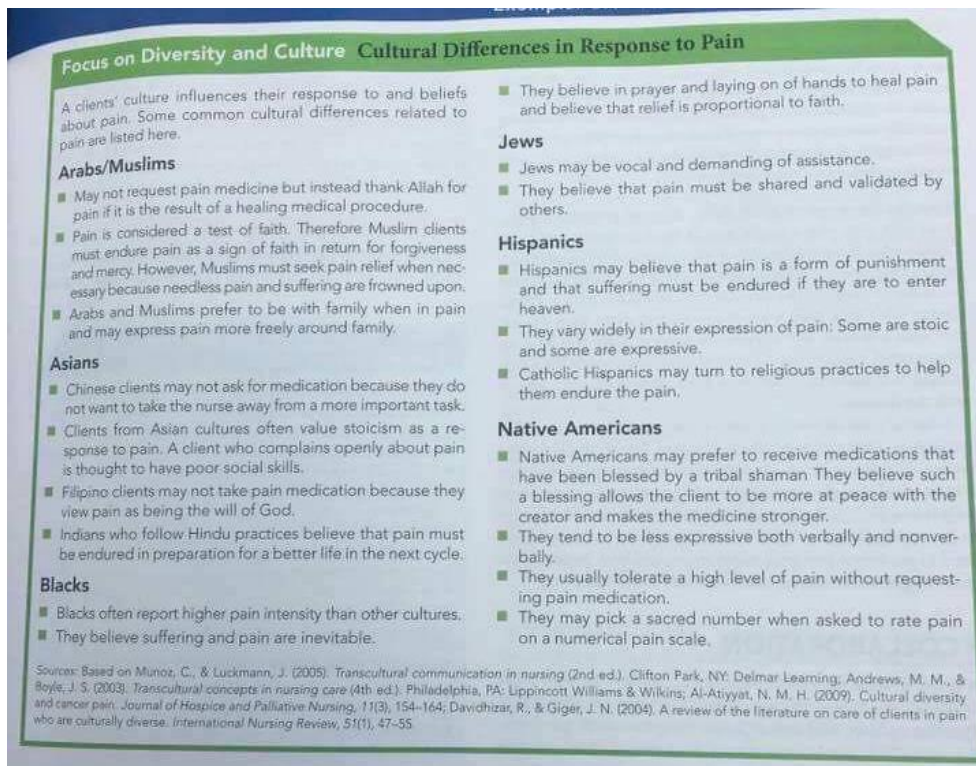 Focus on Diversity and Culture Cultural Differences in Response to Pain
A clients' culture influences their response to and beliefs
about pain. Some common cultural differences related to
pain are listed here.
Arabs/Muslims
■ May not request pain medicine but instead thank Allah for
pain if it is the result of a healing medical procedure.
■ Pain is considered a test of faith. Therefore Muslim clients
must endure pain as a sign of faith in return for forgiveness
and mercy. However, Muslims must seek pain relief when nec-
essary because needless pain and suffering are frowned upon.
■ Arabs and Muslims prefer to be with family when in pain
and may express pain more freely around family.
Asians
■ Chinese clients may not ask for medication because they do
not want to take the nurse away from a more important task.
■ Clients from Asian cultures often value stoicism as a re-
sponse to pain. A client who complains openly about pain
is thought to have poor social skills.
■ Filipino clients may not take pain medication because they
view pain as being the will of God.
■ Indians who follow Hindu practices believe that pain must
be endured in preparation for a better life in the next cycle.
Blacks
■ Blacks often report higher pain intensity than other cultures.
■ They believe suffering and pain are inevitable.
■ They believe in prayer and laying on of hands to heal pain
and believe that relief is proportional to faith.
Jews
■ Jews may be vocal and demanding of assistance.
■ They believe that pain must be shared and validated by
others.
Hispanics
■ Hispanics may believe that pain is a form of punishment
and that suffering must be endured if they are to enter
heaven.
■ They vary widely in their expression of pain: Some are stoic
and some are expressive.
■ Catholic Hispanics may turn to religious practices to help
them endure the pain.
Native Americans
■ Native Americans may prefer to receive medications that
have been blessed by a tribal shaman They believe such
a blessing allows the client to be more at peace with the
creator and makes the medicine stronger.
■ They tend to be less expressive both verbally and nonver-
bally.
■ They usually tolerate a high level of pain without request-
ing pain medication.
■ They may pick a sacred number when asked to rate pain
on a numerical pain scale.
Sources: Based on Munoz, C., & Luckmann, J. (2005). Transcultural communication in nursing (2nd ed.). Clifton Park, NY: Delmar Learning; Andrews, M. M., &
Boyle, J. S. (2003). Transcultural concepts in nursing care (4th ed.). Philadelphia, PA: Lippincott Williams & Wilkins; Al-Atiyyat, N. M. H. (2009). Cultural diversity
and cancer pain. Journal of Hospice and Palliative Nursing, 11(3), 154–164; Davidhizar, R., & Giger, J. N. (2004). A review of the literature on care of clients in pain
who are culturally diverse. International Nursing Review, 51(1), 47–55.